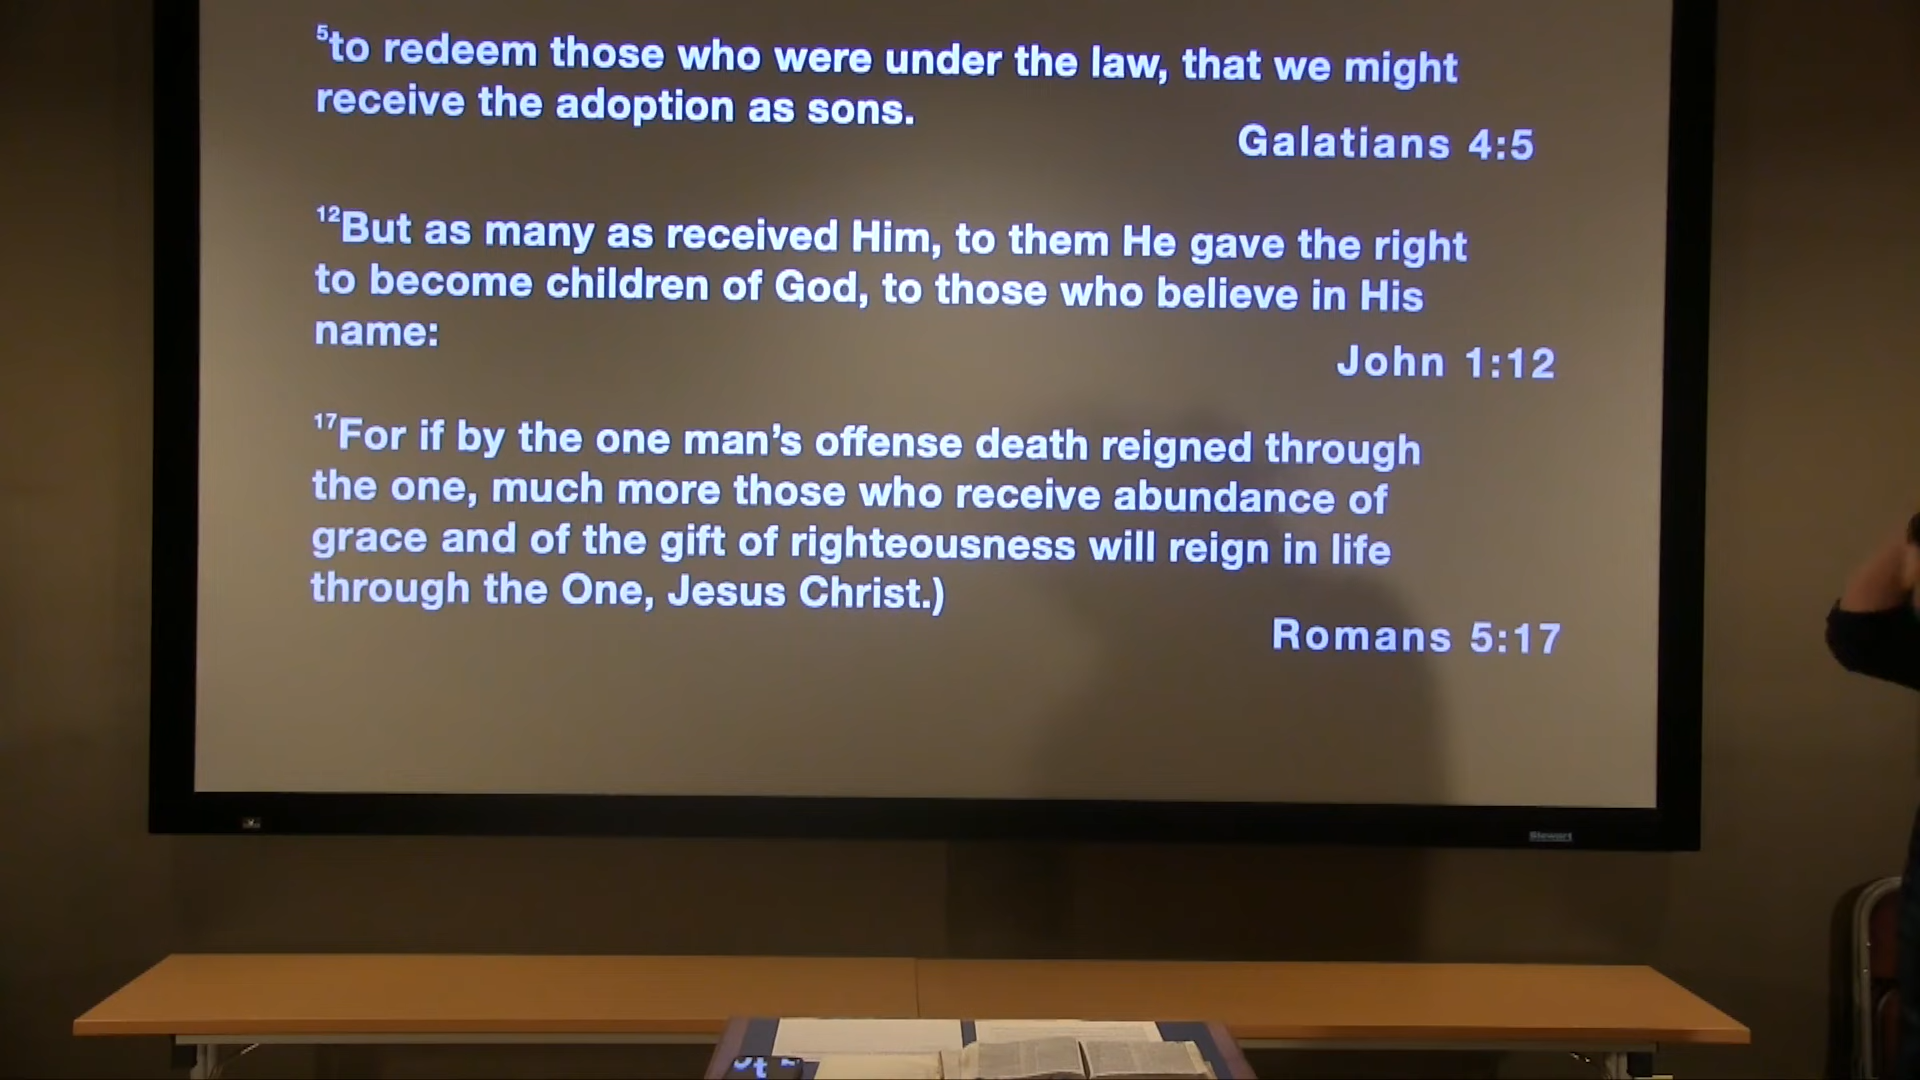 ⁵to redeem those who were under the law, that we might
receive the adoption as sons.
Galatians 4:5
¹²But as many as received Him, to them He gave the right
to become children of God, to those who believe in His
name:
John 1:12
¹⁷For if by the one man’s offense death reigned through
the one, much more those who receive abundance of
grace and of the gift of righteousness will reign in life
through the One, Jesus Christ.)
Romans 5:17
Stewart